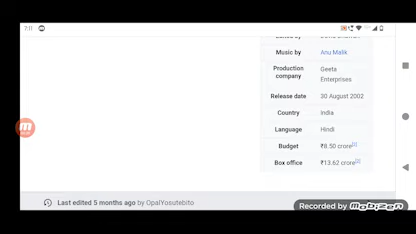 7:11
Music by Anu Malik
Production company Geeta Enterprises
Release date 30 August 2002
Country India
Language Hindi
Budget ₹8.50 crore[1]
Box office ₹13.62 crore[2]
Last edited 5 months ago by OpalYosutebito
Recorded by MOBIZEN